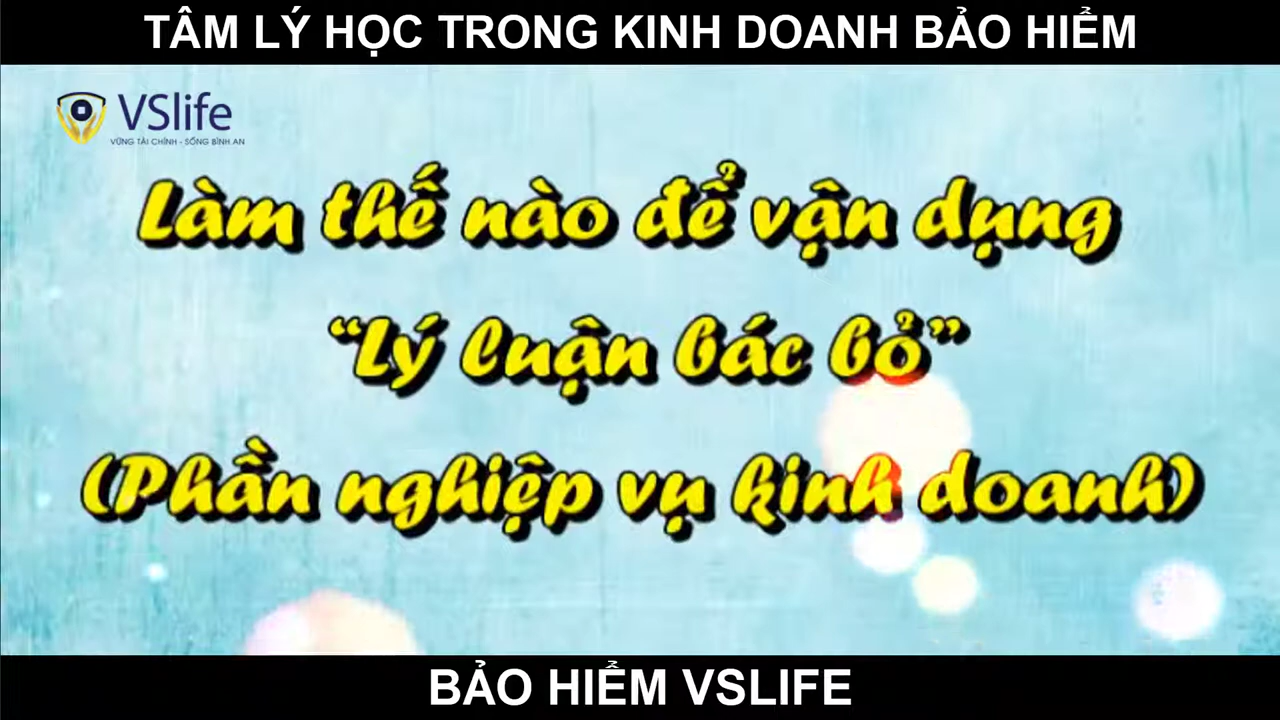 TÂM LÝ HỌC TRONG KINH DOANH BẢO HIỂM
VSlife
VỮNG TÀI CHÍNH - SỐNG BÌNH AN
Làm thế nào để vận dụng
“Lý luận bác bỏ”
(Phần nghiệp vụ kinh doanh)
BẢO HIỂM VSLIFE